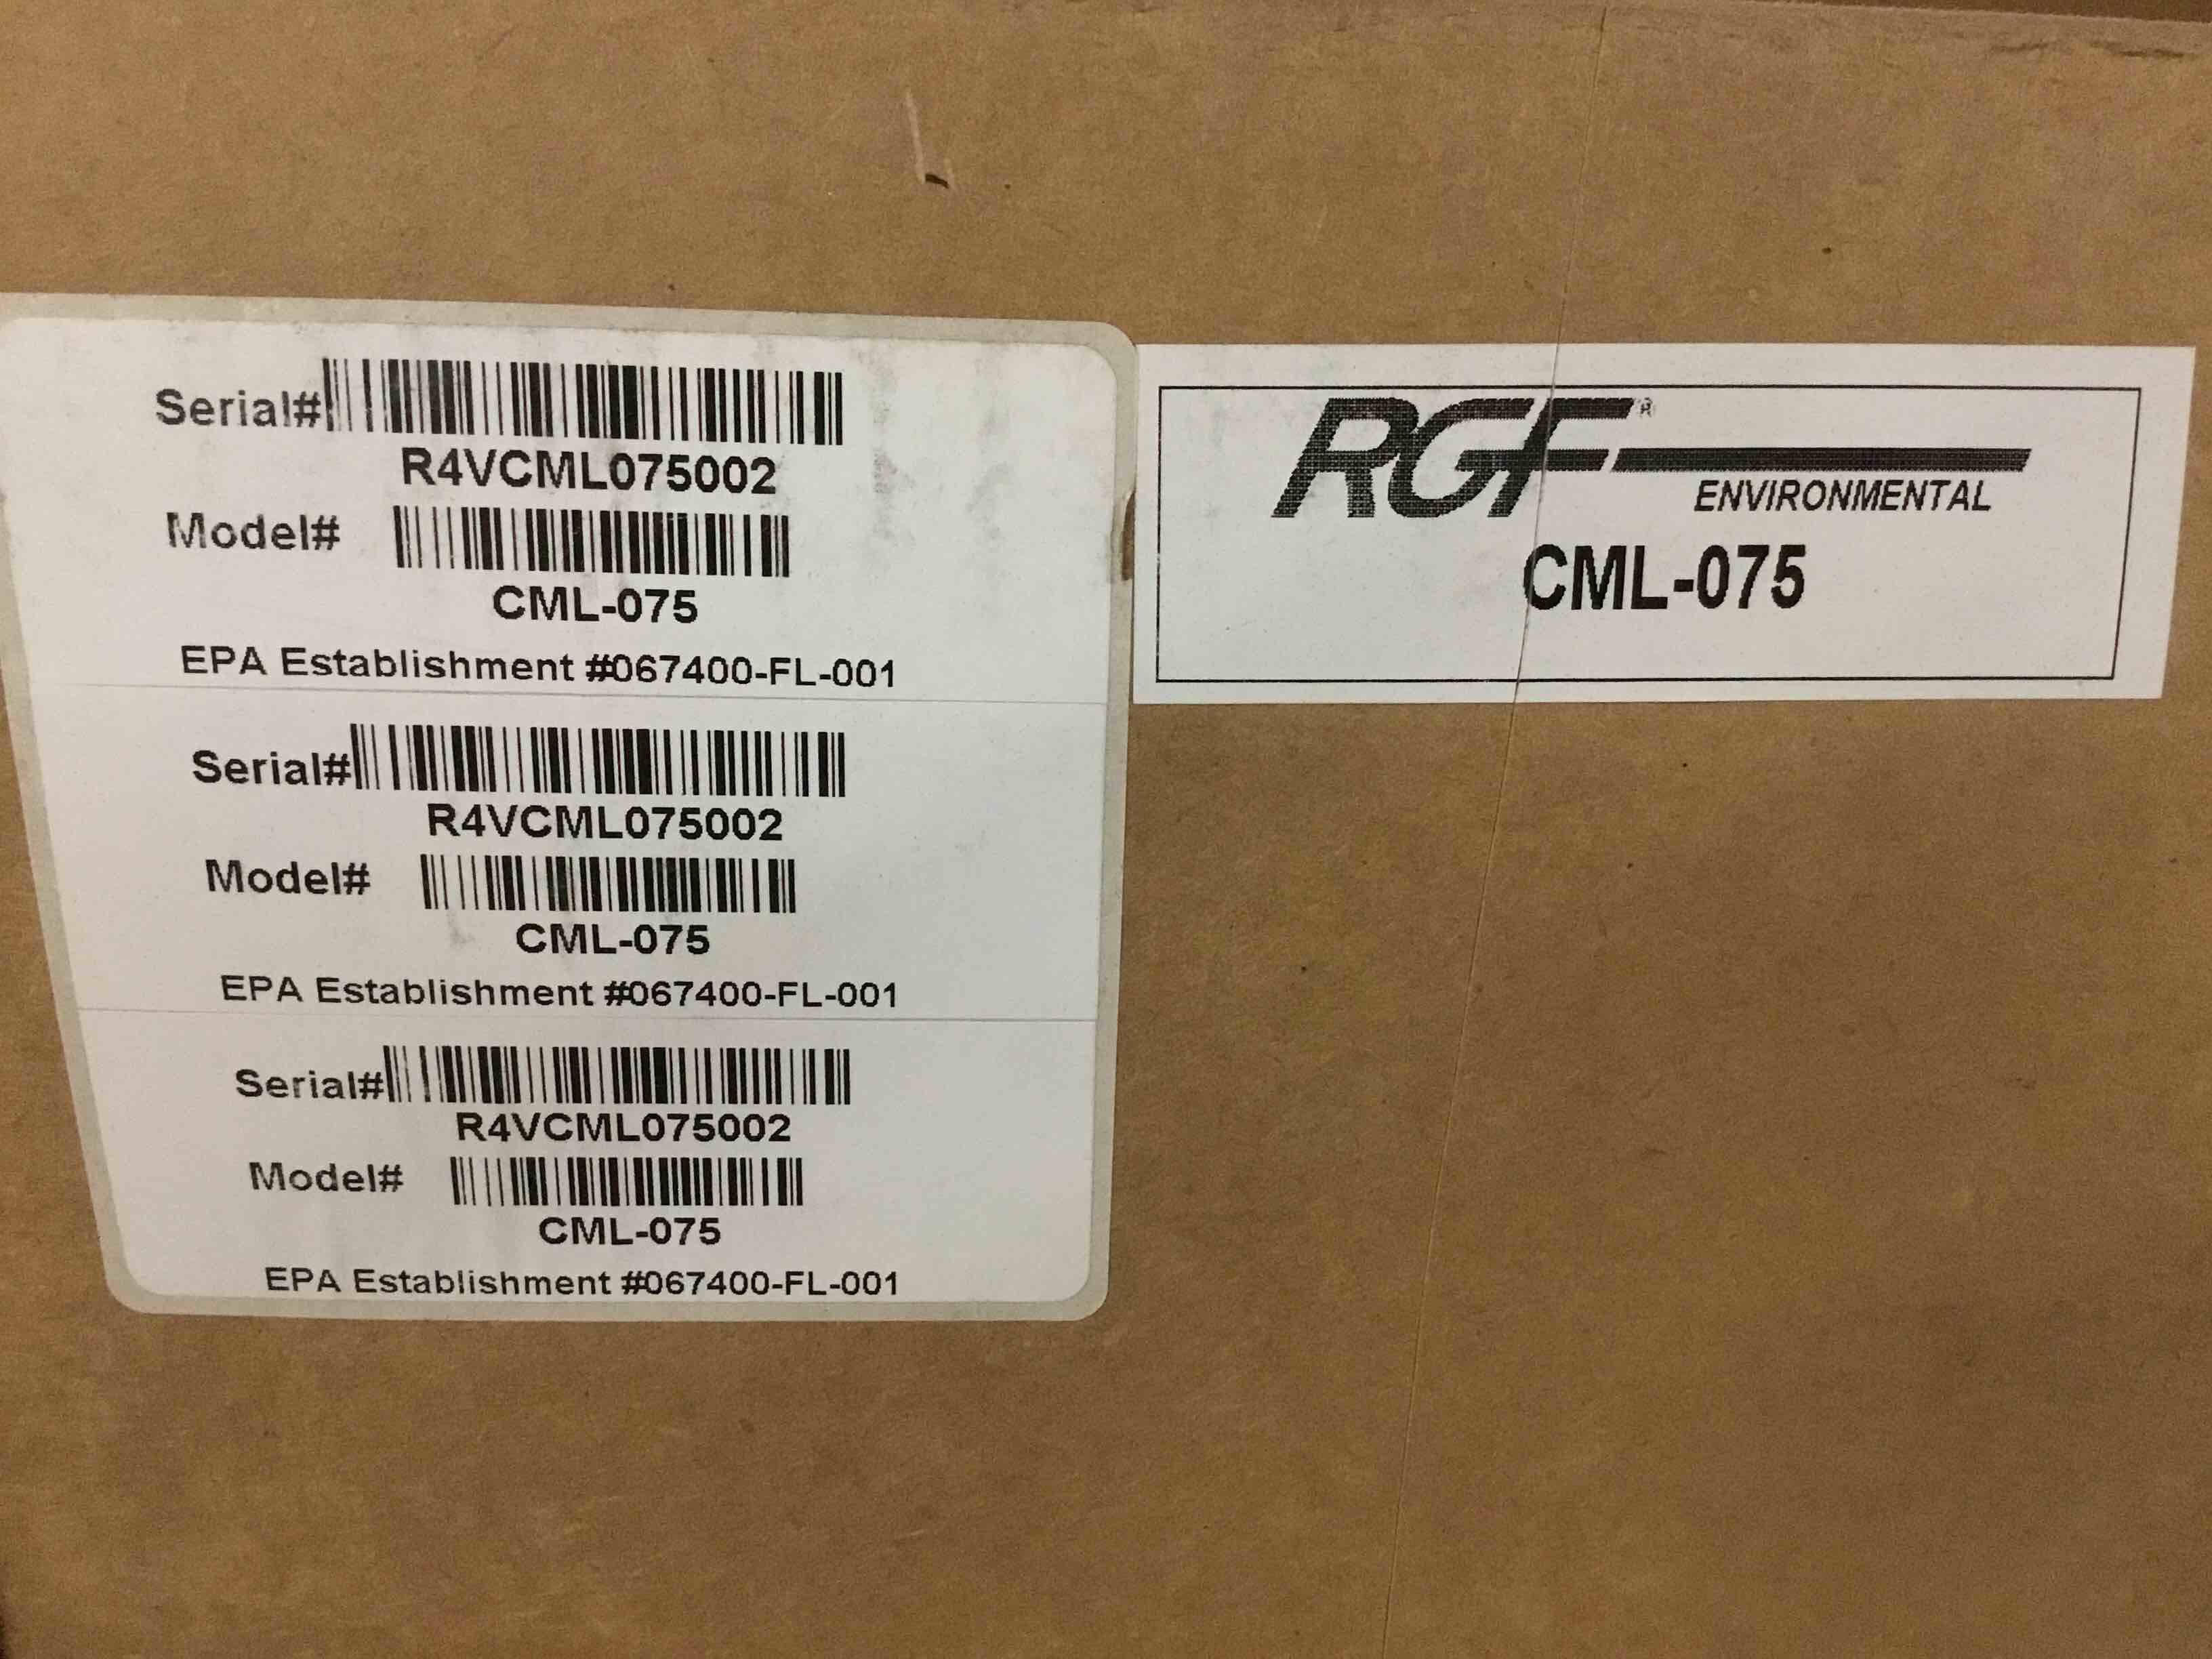 Serial#
R4VCML075002
Model#
CML-075
EPA Establishment #067400-FL-001
Serial#
R4VCML075002
Model#
CML-075
EPA Establishment #067400-FL-001
Serial#
R4VCML075002
Model#
CML-075
EPA Establishment #067400-FL-001
RGF®
ENVIRONMENTAL
CML-075